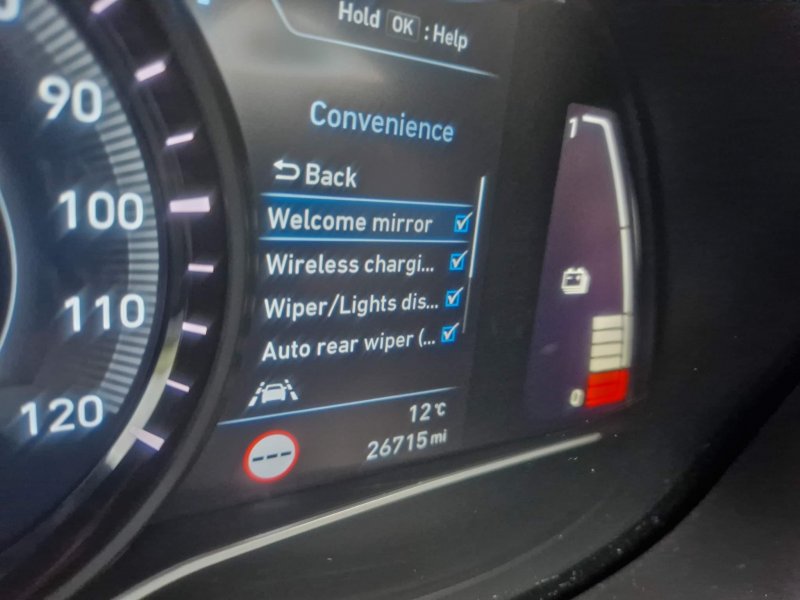 Hold OK : Help
90
100
110
120
Convenience
Back
Welcome mirror
Wireless chargi...
Wiper/Lights dis...
Auto rear wiper (...
12°C
26715 mi
---
1
0